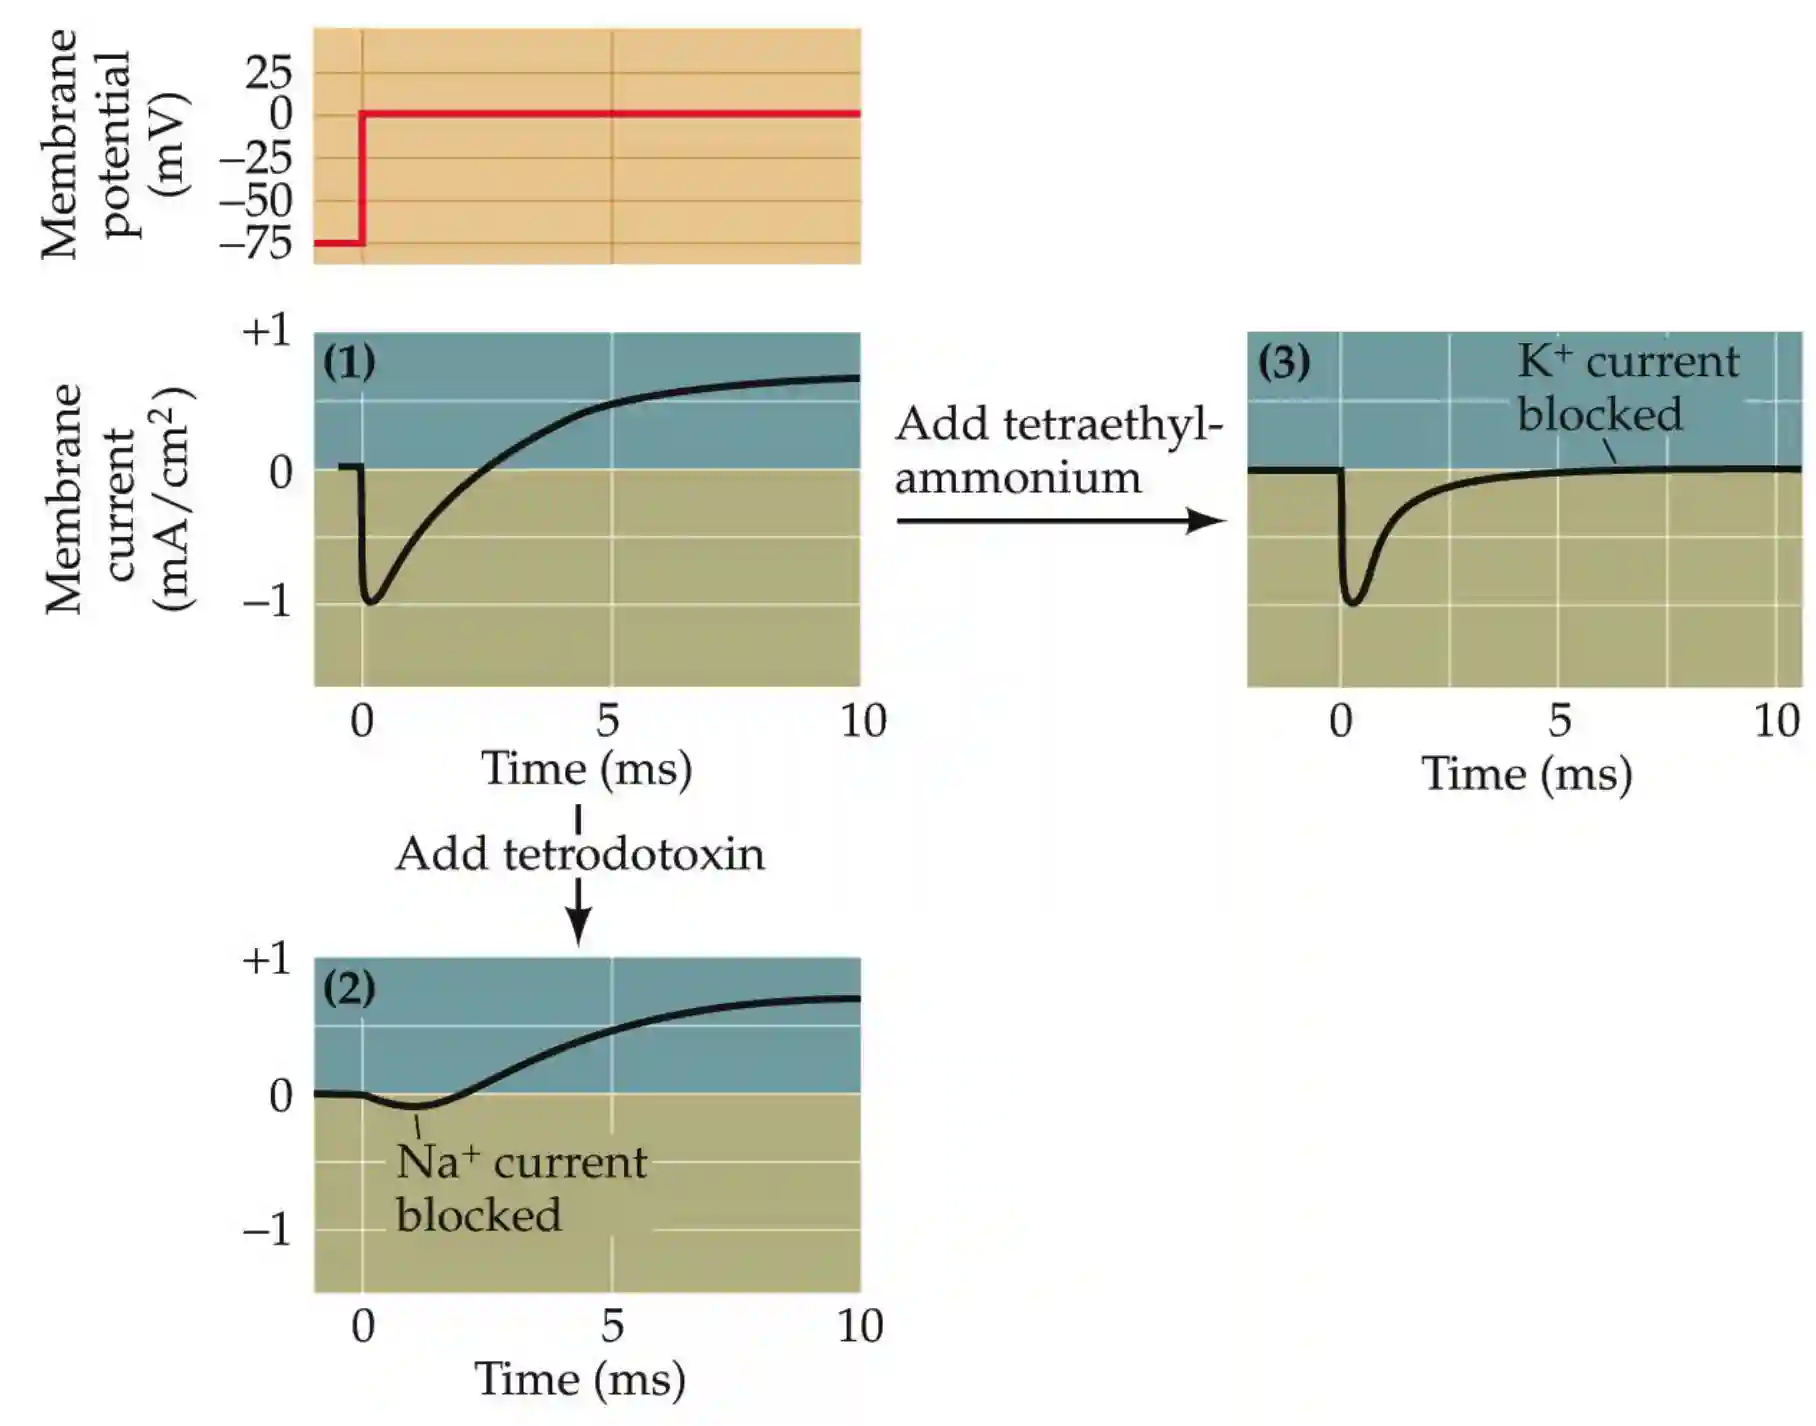 Membrane
potential
(mV)
25
0
–25
–50
–75
Membrane
current
(mA/cm²)
+1
0
–1
(1)
0
5
10
Time (ms)
Add tetraethyl-
ammonium
(3)
K⁺ current
blocked
0
5
10
Time (ms)
Add tetrodotoxin
+1
0
–1
(2)
Na⁺ current
blocked
0
5
10
Time (ms)